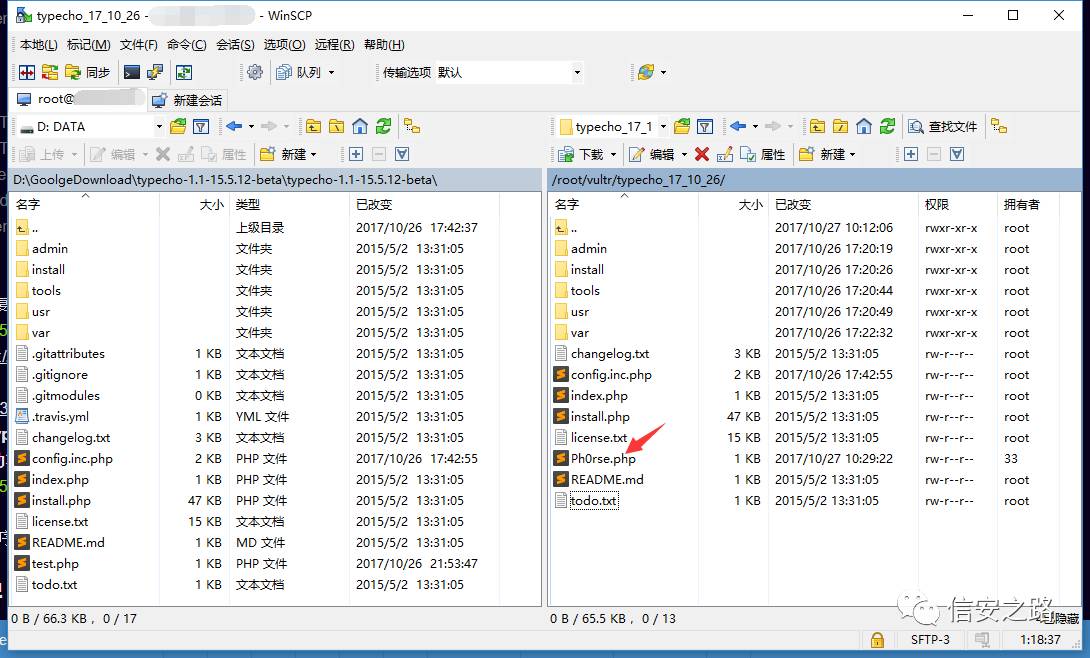 typecho_17_10_26 - - WinSCP
本地(L) 标记(M) 文件(F) 命令(C) 会话(S) 选项(O) 远程(R) 帮助(H)
同步 队列 传输选项 默认
root@ 新建会话
D: DATA typecho_17_1 查找文件
上传 编辑 属性 新建 下载 编辑 属性 新建
D:\GoolgeDownload\typecho-1.1-15.5.12-beta\typecho-1.1-15.5.12-beta\ /root/vultr/typecho_17_10_26/
名字 大小 类型 已改变 名字 大小 已改变 权限 拥有者
.. 上级目录 2017/10/26 17:42:37 .. 2017/10/27 10:12:06 rwxr-xr-x root
admin 文件夹 2015/5/2 13:31:05 admin 2017/10/26 17:20:19 rwxr-xr-x root
install 文件夹 2015/5/2 13:31:05 install 2017/10/26 17:20:26 rwxr-xr-x root
tools 文件夹 2015/5/2 13:31:05 tools 2017/10/26 17:20:44 rwxr-xr-x root
usr 文件夹 2015/5/2 13:31:05 usr 2017/10/26 17:20:49 rwxr-xr-x root
var 文件夹 2015/5/2 13:31:05 var 2017/10/26 17:22:32 rwxr-xr-x root
.gitattributes 1 KB 文本文档 2015/5/2 13:31:05 changelog.txt 3 KB 2015/5/2 13:31:05 rw-r--r-- root
.gitignore 1 KB 文本文档 2015/5/2 13:31:05 config.inc.php 2 KB 2017/10/26 17:42:55 rw-r--r-- root
.gitmodules 0 KB 文本文档 2015/5/2 13:31:05 index.php 1 KB 2015/5/2 13:31:05 rw-r--r-- root
.travis.yml 1 KB YML 文件 2015/5/2 13:31:05 install.php 47 KB 2015/5/2 13:31:05 rw-r--r-- root
changelog.txt 3 KB 文本文档 2015/5/2 13:31:05 license.txt 15 KB 2015/5/2 13:31:05 rw-r--r-- root
config.inc.php 2 KB PHP 文件 2017/10/26 17:42:55 Ph0rse.php 1 KB 2017/10/27 10:29:22 rw-r--r-- 33
index.php 1 KB PHP 文件 2015/5/2 13:31:05 README.md 1 KB 2015/5/2 13:31:05 rw-r--r-- root
install.php 47 KB PHP 文件 2015/5/2 13:31:05 todo.txt 1 KB 2015/5/2 13:31:05 rw-r--r-- root
license.txt 15 KB 文本文档 2015/5/2 13:31:05
README.md 1 KB MD 文件 2015/5/2 13:31:05
test.php 1 KB PHP 文件 2017/10/26 21:53:47
todo.txt 1 KB 文本文档 2015/5/2 13:31:05
信安之路
0 B / 66.3 KB， 0 / 17 0 B / 65.5 KB， 0 / 13 隐藏
SFTP-3 1:18:37